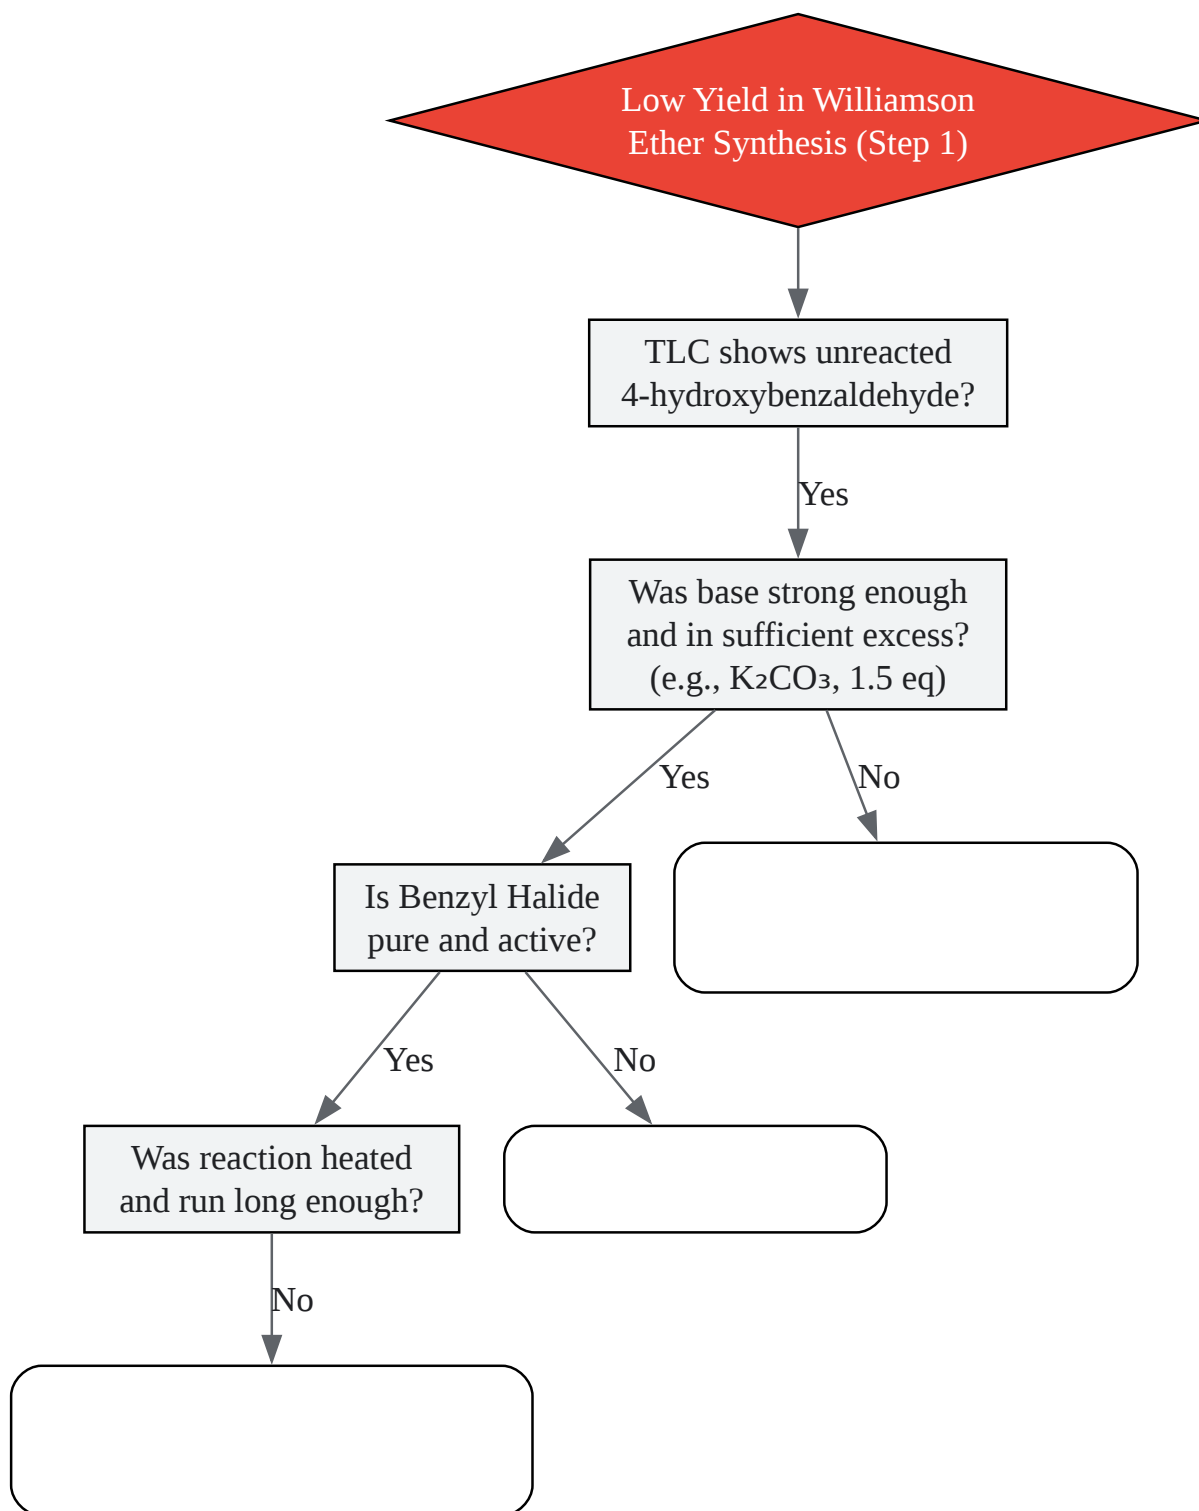 Low Yield in Williamson
Ether Synthesis (Step 1)
TLC shows unreacted
4-hydroxybenzaldehyde?
Yes
Was base strong enough
and in sufficient excess?
(e.g., K₂CO₃, 1.5 eq)
Yes
No
Is Benzyl Halide
pure and active?
Yes
No
Was reaction heated
and run long enough?
No